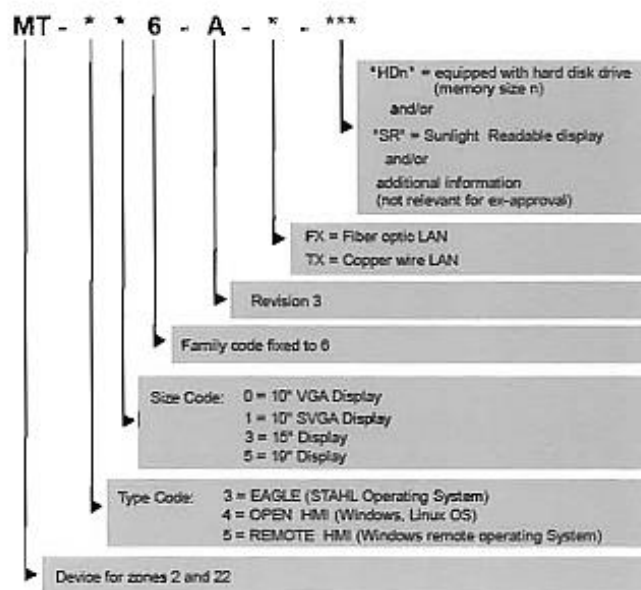 MT - * * 6 - A - * - ***
"HDn" = equipped with hard disk drive
(memory size n)
and/or
"SR" = Sunlight Readable display
and/or
additional information
(not relevant for ex-approval)
FX = Fiber optic LAN
TX = Copper wire LAN
Revision 3
Family code fixed to 6
Size Code: 0 = 10" VGA Display
1 = 10" SVGA Display
3 = 15" Display
5 = 19" Display
Type Code: 3 = EAGLE (STAHL Operating System)
4 = OPEN HMI (Windows, Linux OS)
5 = REMOTE HMI (Windows remote operating System)
Device for zones 2 and 22